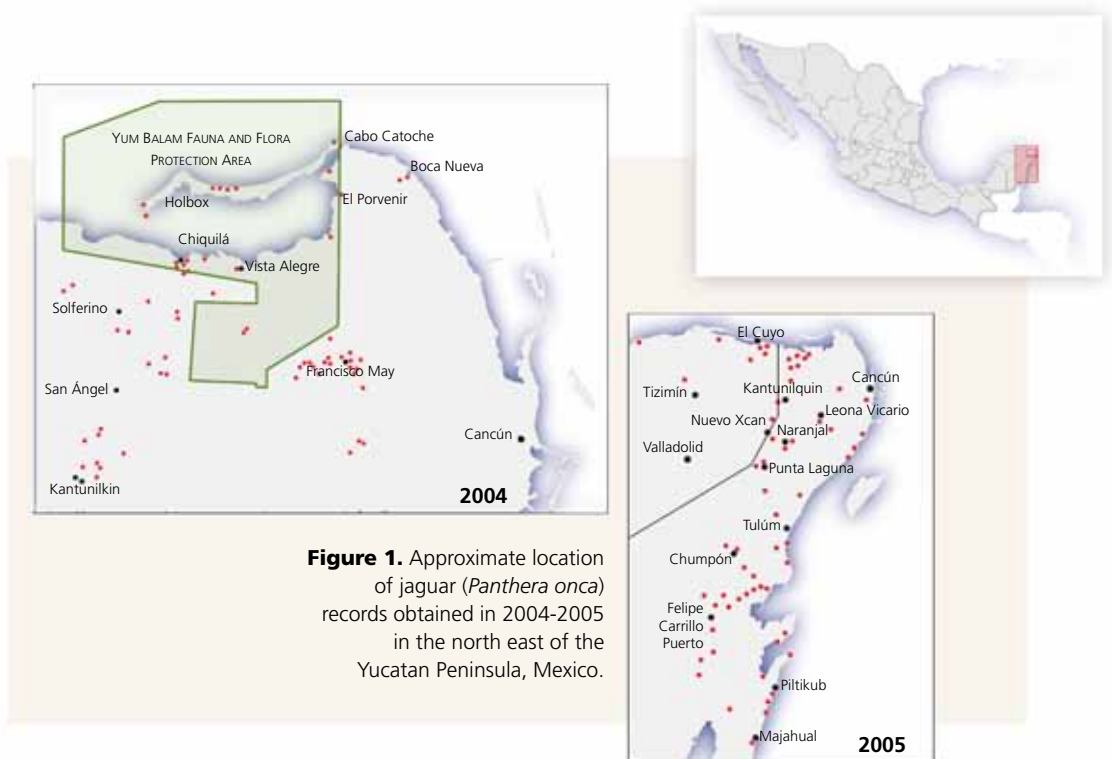 YUM BALAM FAUNA AND FLORA
PROTECTION AREA
Cabo Catoche
Boca Nueva
Holbox
El Porvenir
Chiquilá
Vista Alegre
Solferino
Francisco May
San Ángel
Cancún
Kantunilkin
2004
El Cuyo
Tizimín
Kantunilquin
Cancún
Leona Vicario
Nuevo Xcan
Naranjal
Valladolid
Punta Laguna
Tulúm
Chumpón
Felipe
Carrillo
Puerto
Piltikub
Majahual
2005
Figure 1. Approximate location
of jaguar (Panthera onca)
records obtained in 2004-2005
in the north east of the
Yucatan Peninsula, Mexico.